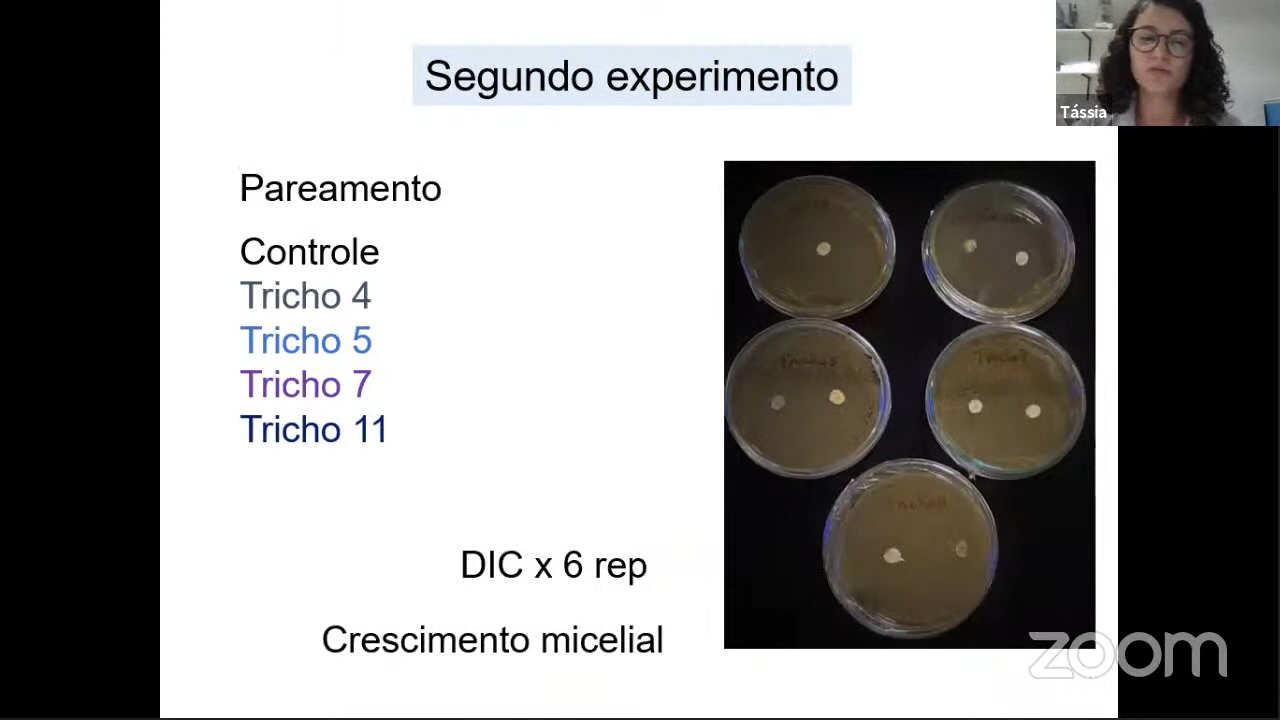 Segundo experimento
Tássia
Pareamento
Controle
Tricho 4
Tricho 5
Tricho 7
Tricho 11
DIC x 6 rep
Crescimento micelial
zoom